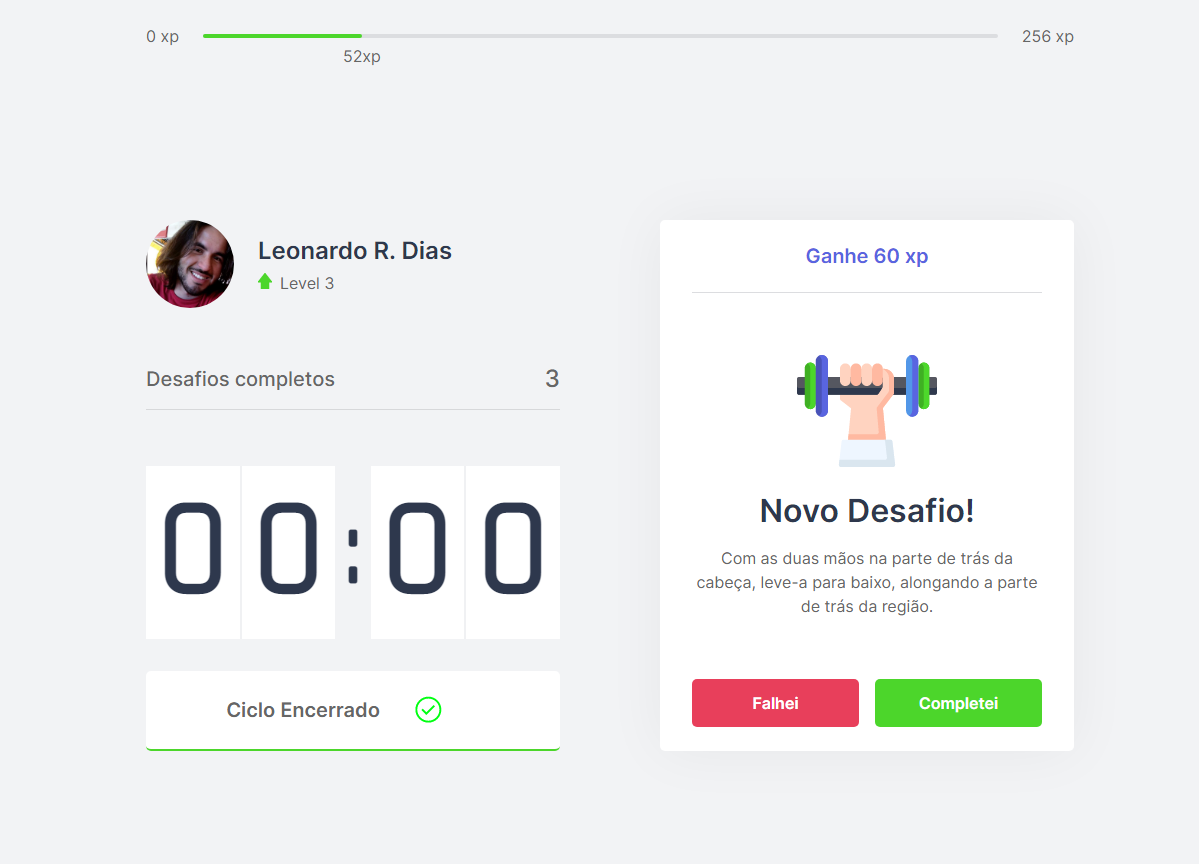 0 xp
256 xp
52xp
Leonardo R. Dias
Level 3
Desafios completos
3
00:00
Ciclo Encerrado
Ganhe 60 xp
Novo Desafio!
Com as duas mãos na parte de trás da
cabeça, leve-a para baixo, alongando a parte
de trás da região.
Falhei
Completei